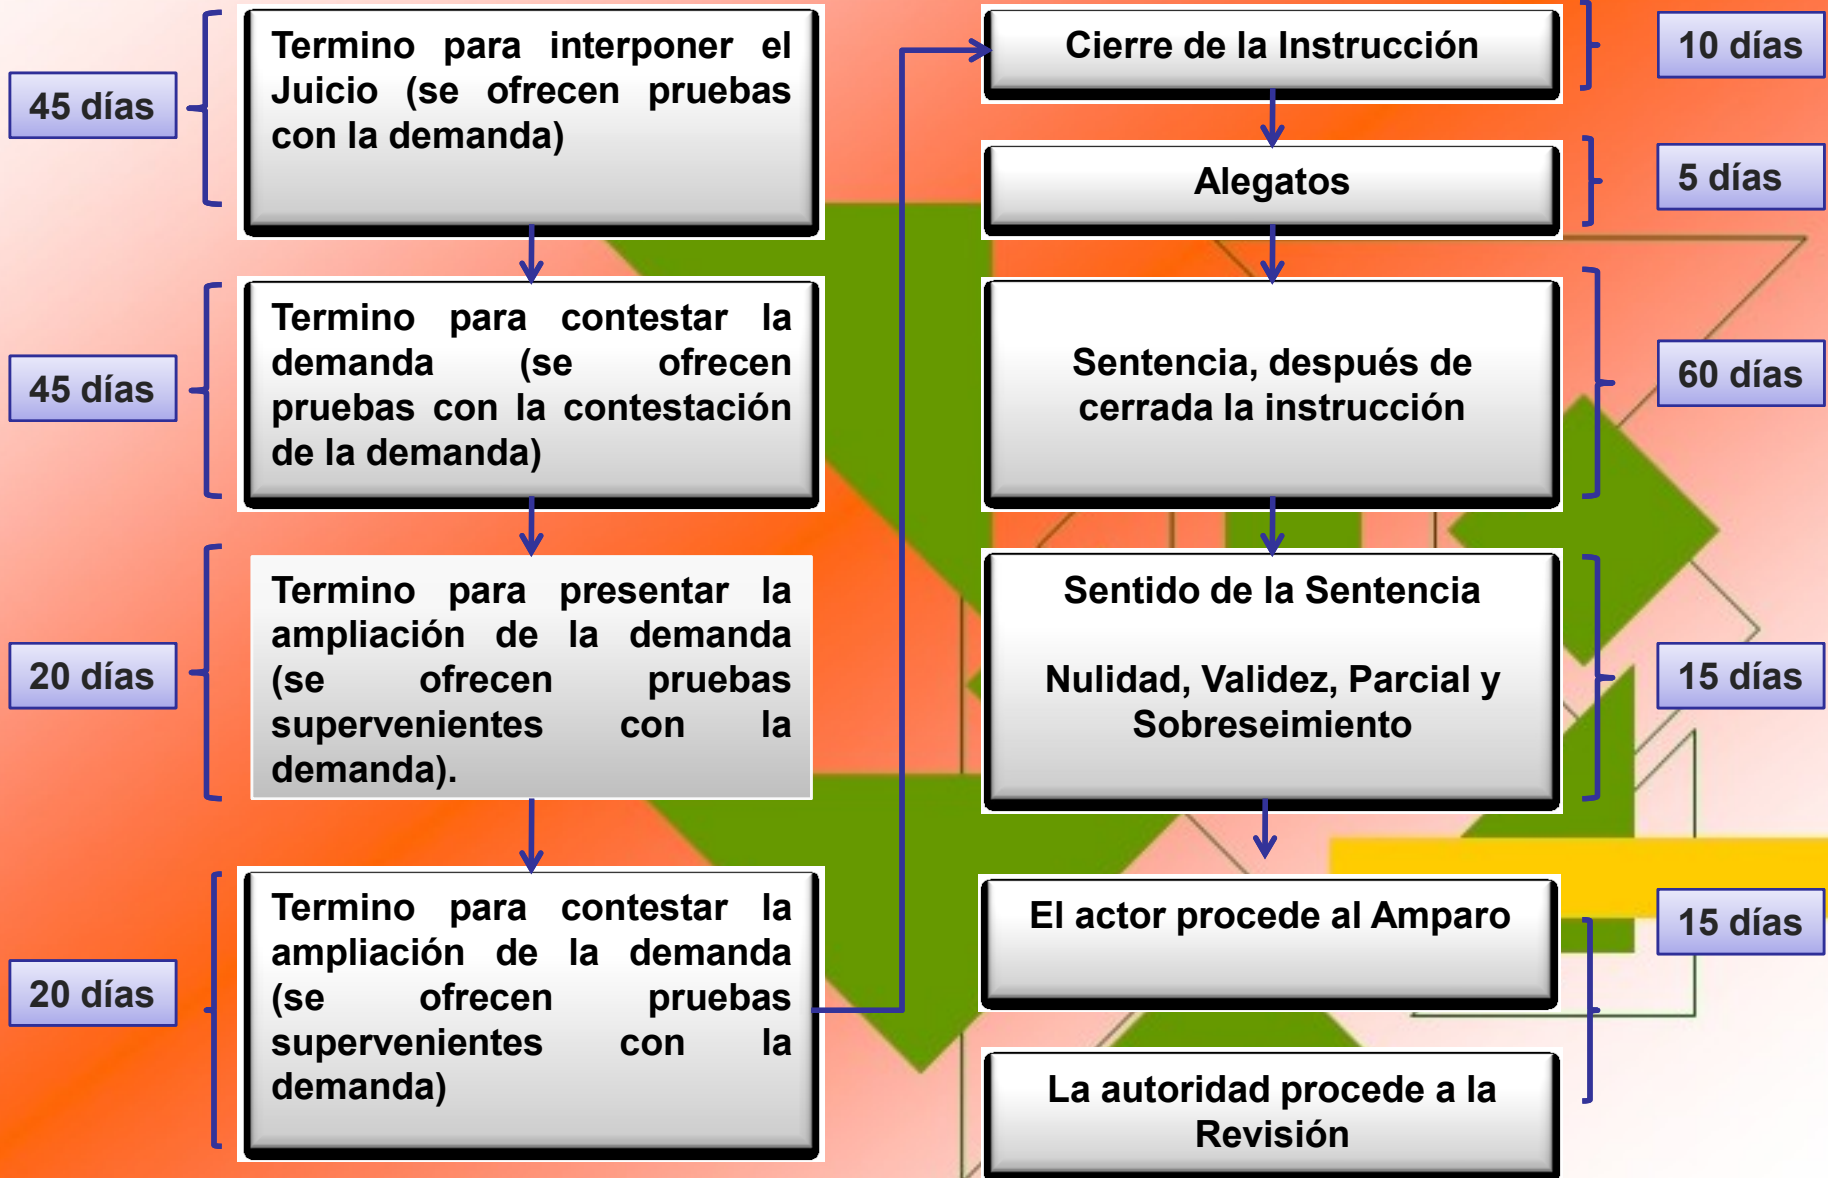 45 días
Termino para interponer el
Juicio (se ofrecen pruebas
con la demanda)
45 días
Termino para contestar la
demanda (se ofrecen
pruebas con la contestación
de la demanda)
20 días
Termino para presentar la
ampliación de la demanda
(se ofrecen pruebas
supervenientes con la
demanda).
20 días
Termino para contestar la
ampliación de la demanda
(se ofrecen pruebas
supervenientes con la
demanda)
Cierre de la Instrucción
10 días
Alegatos
5 días
Sentencia, después de
cerrada la instrucción
60 días
Sentido de la Sentencia
Nulidad, Validez, Parcial y
Sobreseimiento
15 días
El actor procede al Amparo
15 días
La autoridad procede a la
Revisión